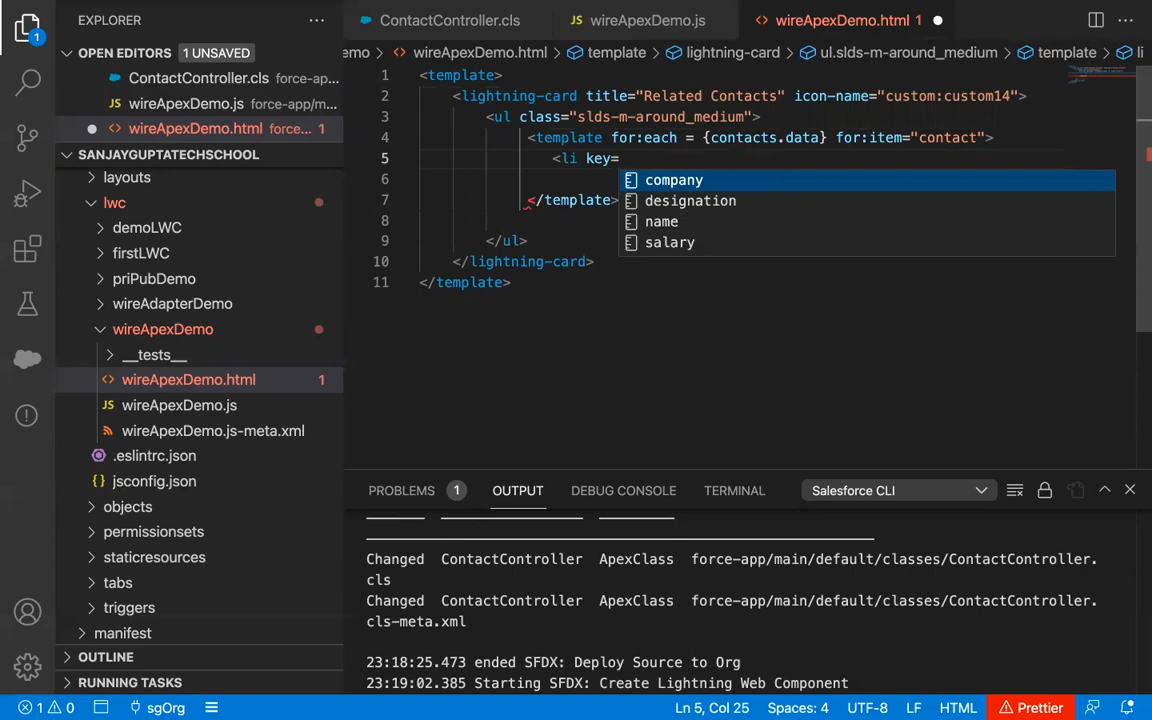 EXPLORER
ContactController.cls
wireApexDemo.js
wireApexDemo.html 1
OPEN EDITORS 1 UNSAVED
emo > wireApexDemo.html > template > lightning-card > ul.slds-m-around_medium > template > li
ContactController.cls force-ap...
wireApexDemo.js force-app/m...
wireApexDemo.html force... 1
SANJAYGUPTATECHSCHOOL
layouts
lwc
demoLWC
firstLWC
priPubDemo
wireAdapterDemo
wireApexDemo
__tests__
wireApexDemo.html 1
wireApexDemo.js
wireApexDemo.js-meta.xml
.eslintrc.json
jsconfig.json
objects
permissionsets
staticresources
tabs
triggers
manifest
OUTLINE
RUNNING TASKS
1
1 <template>
2 <lightning-card title="Related Contacts" icon-name="custom:custom14">
3 <ul class="slds-m-around_medium">
4 <template for:each = {contacts.data} for:item="contact">
5 <li key=
6
7 </template>
8
9 </ul>
10 </lightning-card>
11 </template>
company
designation
name
salary
PROBLEMS 1 OUTPUT DEBUG CONSOLE TERMINAL Salesforce CLI
Changed ContactController ApexClass force-app/main/default/classes/ContactController.
cls
Changed ContactController ApexClass force-app/main/default/classes/ContactController.
cls-meta.xml
23:18:25.473 ended SFDX: Deploy Source to Org
23:19:02.385 Starting SFDX: Create Lightning Web Component
1 0 sgOrg Ln 5, Col 25 Spaces: 4 UTF-8 LF HTML Prettier